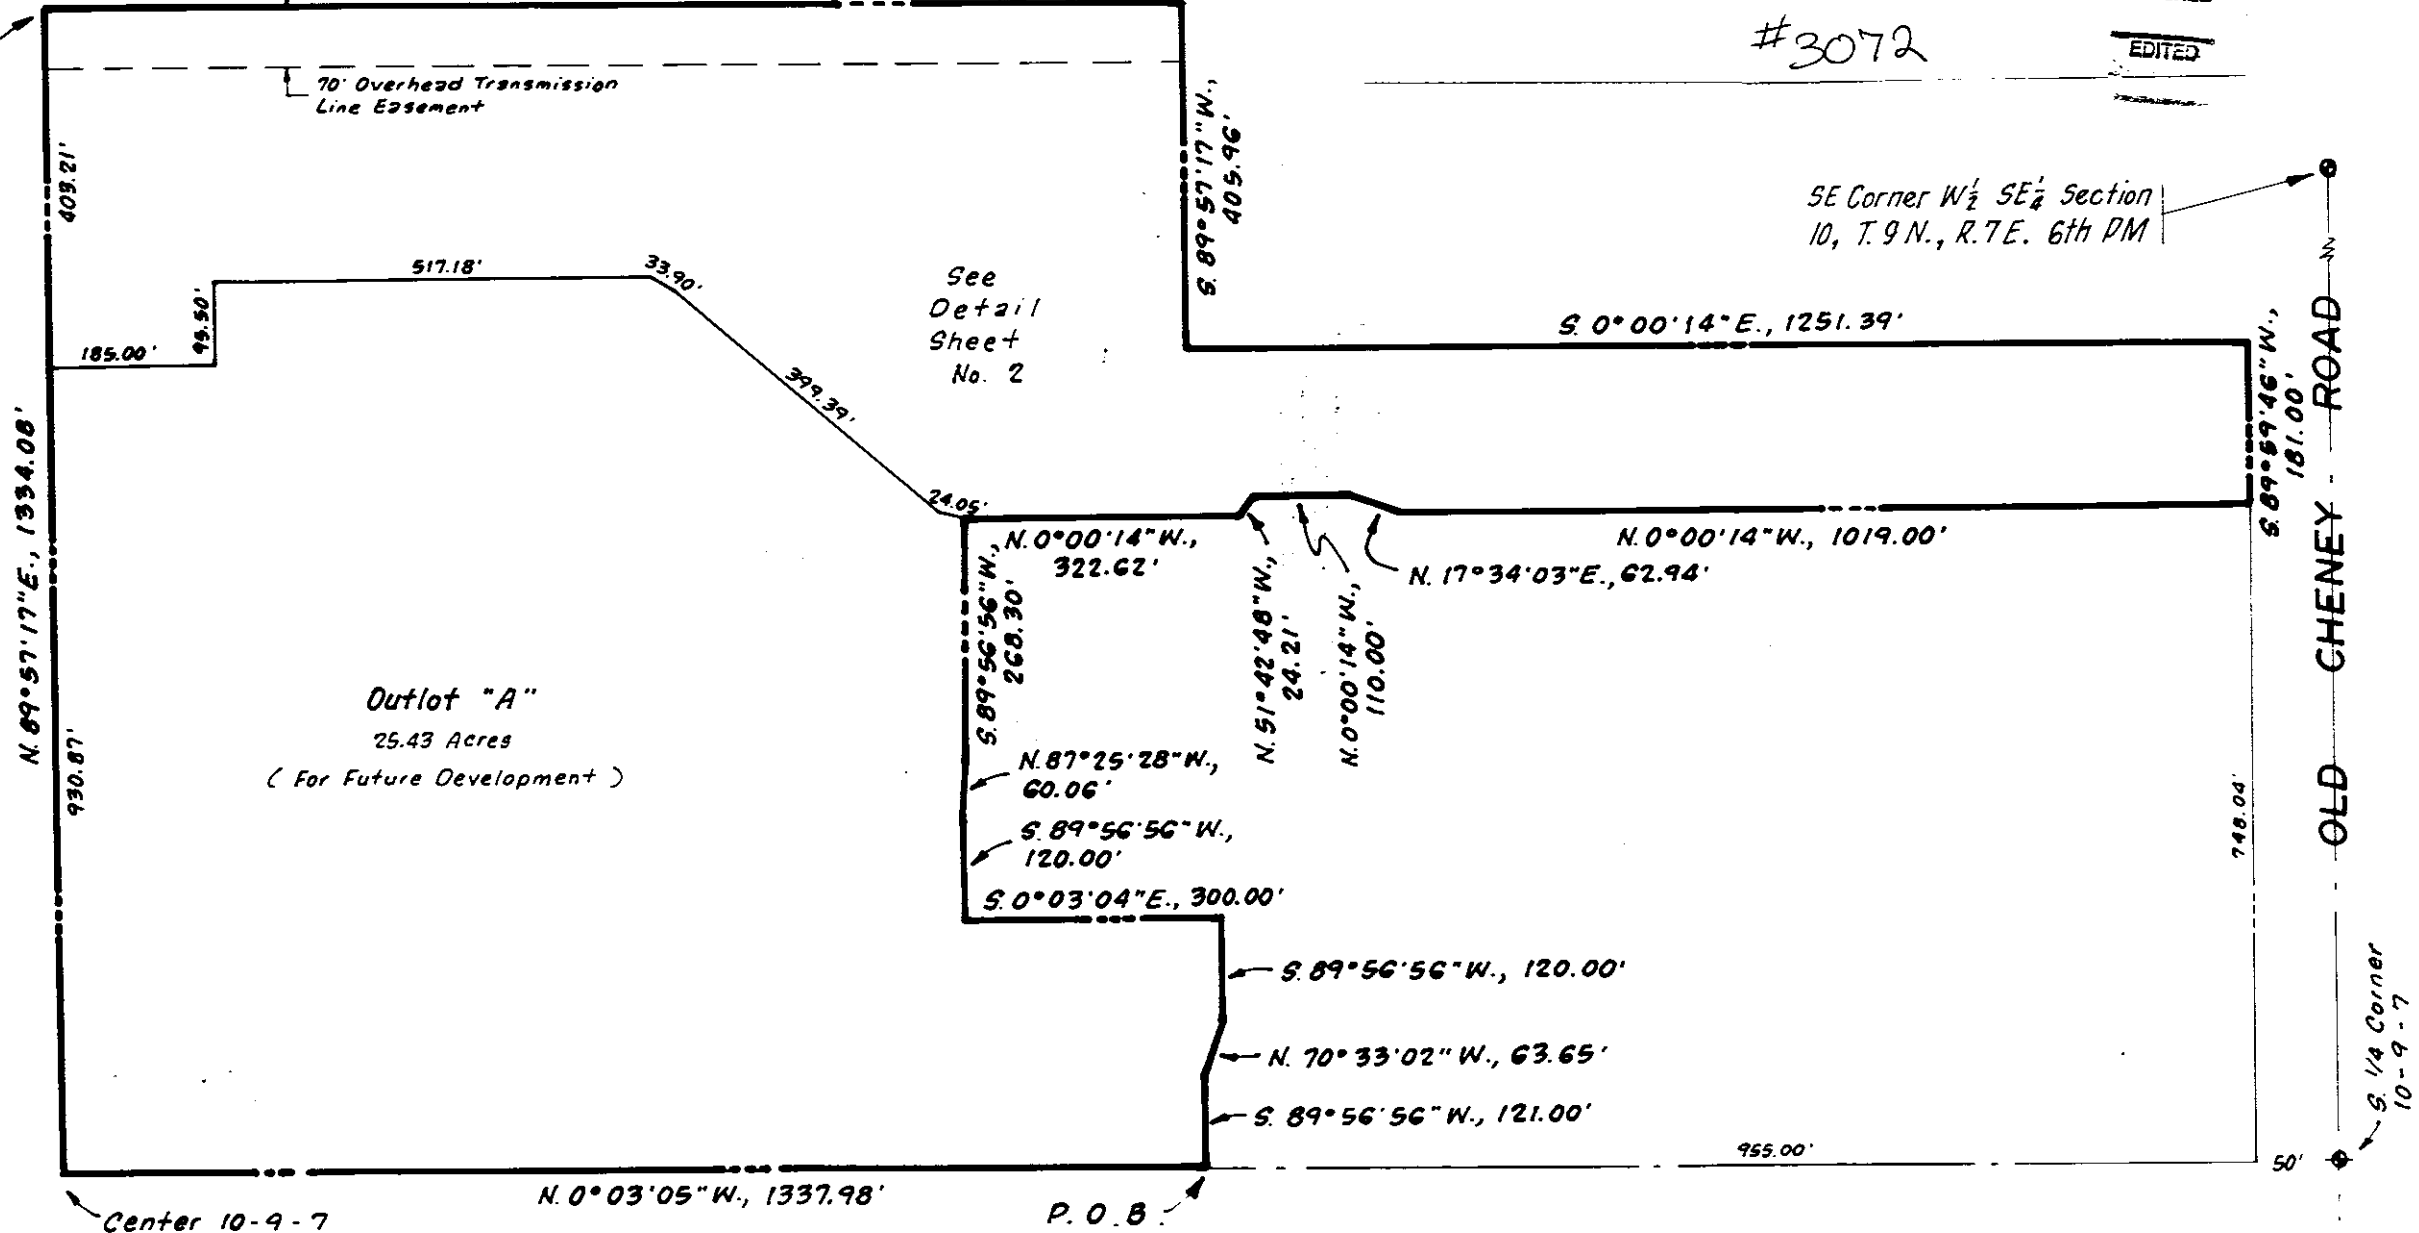 #3072
EDITED
70' Overhead Transmission
Line Easement
403.21'
S. 89°57'17"W.,
405.96'
SE Corner W½ SE¼ Section
10, T. 9 N., R. 7 E. 6th PM
517.18'
33.90'
95.50'
185.00'
See
Detail
Sheet
No. 2
399.39'
24.05'
S. 0°00'14"E., 1251.39'
S. 89°59'46"W.,
181.00'
OLD CHENEY ROAD
N. 89°57'17"E., 1334.08'
N. 0°00'14"W.,
322.62'
N. 0°00'14"W., 1019.00'
N. 17°34'03"E., 62.94'
S. 89°56'56"W.,
268.30'
N. 51°42'48"W.,
24.21'
N. 0°00'14"W.,
110.00'
Outlot "A"
25.43 Acres
( For Future Development )
930.87'
N. 87°25'28"W.,
60.06'
S. 89°56'56"W.,
120.00'
S. 0°03'04"E., 300.00'
748.04'
S. 89°56'56"W., 120.00'
N. 70°33'02"W., 63.65'
S. 89°56'56"W., 121.00'
955.00'
50'
S. 1/4 Corner
10-9-7
N. 0°03'05"W., 1337.98'
P.O.B.
Center 10-9-7